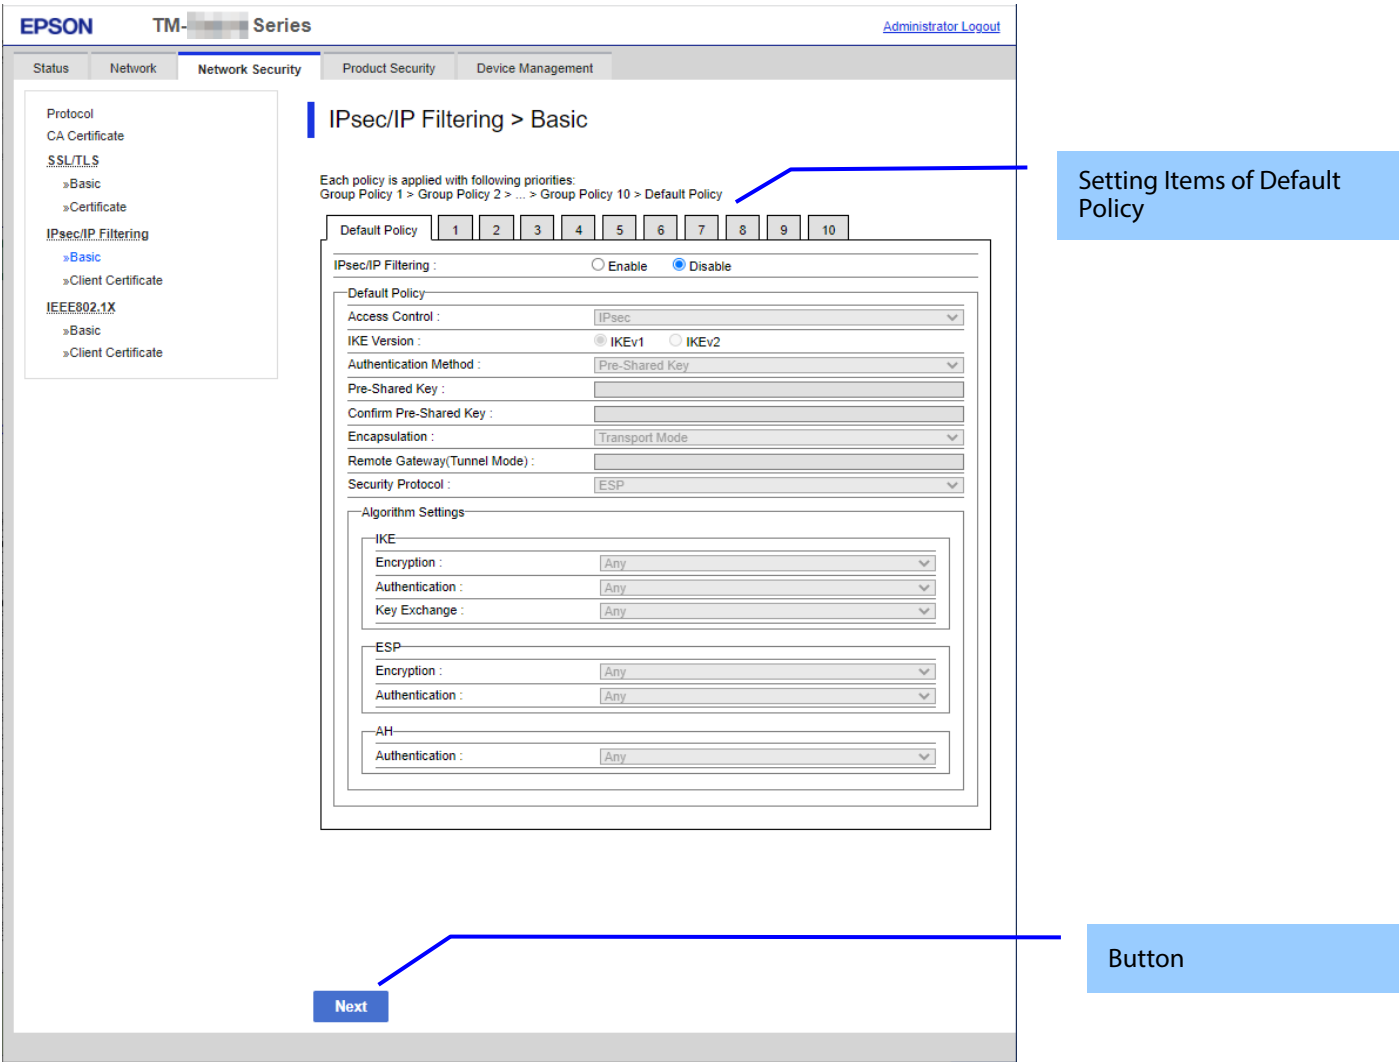 EPSON TM- Series Administrator Logout
Status Network Network Security Product Security Device Management
Protocol
CA Certificate
SSL/TLS
»Basic
»Certificate
IPsec/IP Filtering
»Basic
»Client Certificate
IEEE802.1X
»Basic
»Client Certificate
IPsec/IP Filtering > Basic
Each policy is applied with following priorities:
Group Policy 1 > Group Policy 2 > ... > Group Policy 10 > Default Policy
Default Policy 1 2 3 4 5 6 7 8 9 10
IPsec/IP Filtering : Enable Disable
Default Policy
Access Control : IPsec
IKE Version : IKEv1 IKEv2
Authentication Method : Pre-Shared Key
Pre-Shared Key :
Confirm Pre-Shared Key :
Encapsulation : Transport Mode
Remote Gateway(Tunnel Mode) :
Security Protocol : ESP
Algorithm Settings
IKE
Encryption : Any
Authentication : Any
Key Exchange : Any
ESP
Encryption : Any
Authentication : Any
AH
Authentication : Any
Next
Setting Items of Default
Policy
Button